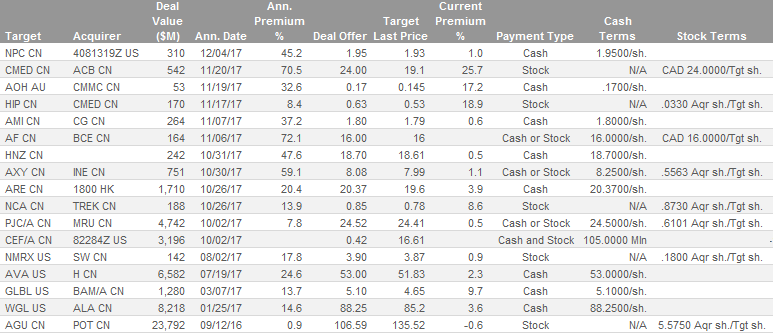 Deal Ann. Target Current
Value Premium Last Premium Cash
Target Acquirer ($M) Ann. Date % Deal Offer Price % Payment Type Terms Stock Terms
NPC CN 4081319Z US 310 12/04/17 45.2 1.95 1.93 1.0 Cash 1.9500/sh.
CMED CN ACB CN 542 11/20/17 70.5 24.00 19.1 25.7 Stock N/A CAD 24.0000/Tgt sh.
AOH AU CMMC CN 53 11/19/17 32.6 0.17 0.145 17.2 Cash .1700/sh.
HIP CN CMED CN 170 11/17/17 8.4 0.63 0.53 18.9 Stock N/A .0330 Aqr sh./Tgt sh.
AMI CN CG CN 264 11/07/17 37.2 1.80 1.79 0.6 Cash 1.8000/sh.
AF CN BCE CN 164 11/06/17 72.1 16.00 16 Cash or Stock 16.0000/sh. CAD 16.0000/Tgt sh.
HNZ CN 242 10/31/17 47.6 18.70 18.61 0.5 Cash 18.7000/sh.
AXY CN INE CN 751 10/30/17 59.1 8.08 7.99 1.1 Cash or Stock 8.2500/sh. .5563 Aqr sh./Tgt sh.
ARE CN 1800 HK 1,710 10/26/17 20.4 20.37 19.6 3.9 Cash 20.3700/sh.
NCA CN TREK CN 188 10/26/17 13.9 0.85 0.78 8.6 Stock N/A .8730 Aqr sh./Tgt sh.
PJC/A CN MRU CN 4,742 10/02/17 7.8 24.52 24.41 0.5 Cash or Stock 24.5000/sh. .6101 Aqr sh./Tgt sh.
CEF/A CN 82284Z US 3,196 10/02/17 0.42 16.61 Cash and Stock 105.0000 Mln -
NMRX US SW CN 142 08/02/17 17.8 3.90 3.87 0.9 Stock N/A .1800 Aqr sh./Tgt sh.
AVA US H CN 6,582 07/19/17 24.6 53.00 51.83 2.3 Cash 53.0000/sh.
GLBL US BAM/A CN 1,280 03/07/17 13.7 5.10 4.65 9.7 Cash 5.1000/sh.
WGL US ALA CN 8,218 01/25/17 14.6 88.25 85.2 3.6 Cash 88.2500/sh.
AGU CN POT CN 23,792 09/12/16 0.9 106.59 135.52 -0.6 Stock N/A 5.5750 Aqr sh./Tgt sh.